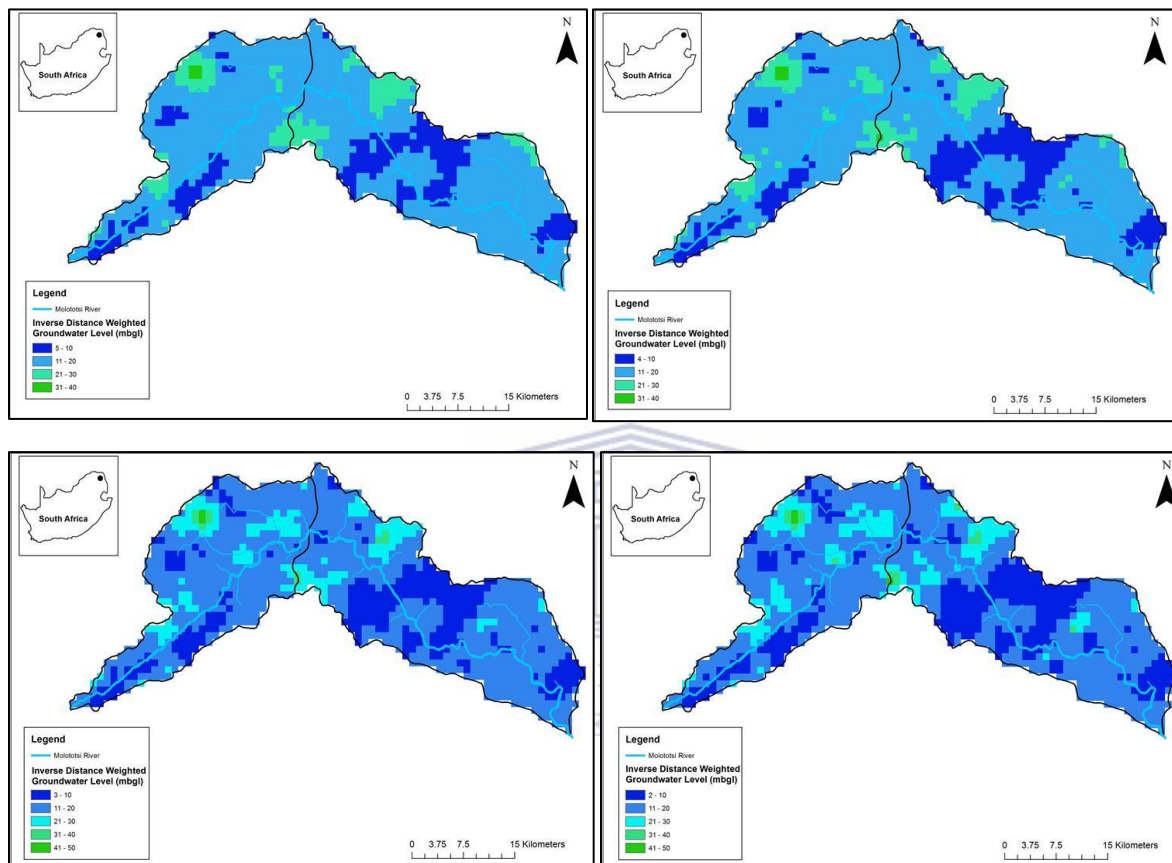 N
South Africa
Legend
Molototsi River
Inverse Distance Weighted
Groundwater Level (mbgl)
5 - 10
11 - 20
21 - 30
31 - 40
0 3.75 7.5 15 Kilometers
N
South Africa
Legend
Molototsi River
Inverse Distance Weighted
Groundwater Level (mbgl)
4 - 10
11 - 20
21 - 30
31 - 40
0 3.75 7.5 15 Kilometers
N
South Africa
Legend
Molototsi River
Inverse Distance Weighted
Groundwater Level (mbgl)
3 - 10
11 - 20
21 - 30
31 - 40
41 - 50
0 3.75 7.5 15 Kilometers
N
South Africa
Legend
Molototsi River
Inverse Distance Weighted
Groundwater Level (mbgl)
2 - 10
11 - 20
21 - 30
31 - 40
41 - 50
0 3.75 7.5 15 Kilometers